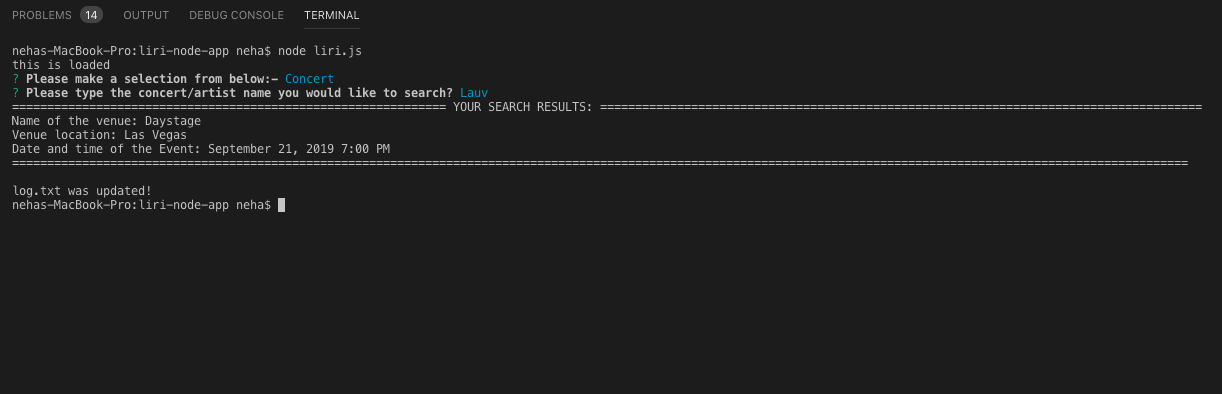 PROBLEMS 14 OUTPUT DEBUG CONSOLE TERMINAL
nehas-MacBook-Pro:liri-node-app neha$ node liri.js
this is loaded
? Please make a selection from below:- Concert
? Please type the concert/artist name you would like to search? Lauv
============================================================== YOUR SEARCH RESULTS: ======================================================================================
Name of the venue: Daystage
Venue location: Las Vegas
Date and time of the Event: September 21, 2019 7:00 PM
========================================================================================================================================================================
log.txt was updated!
nehas-MacBook-Pro:liri-node-app neha$